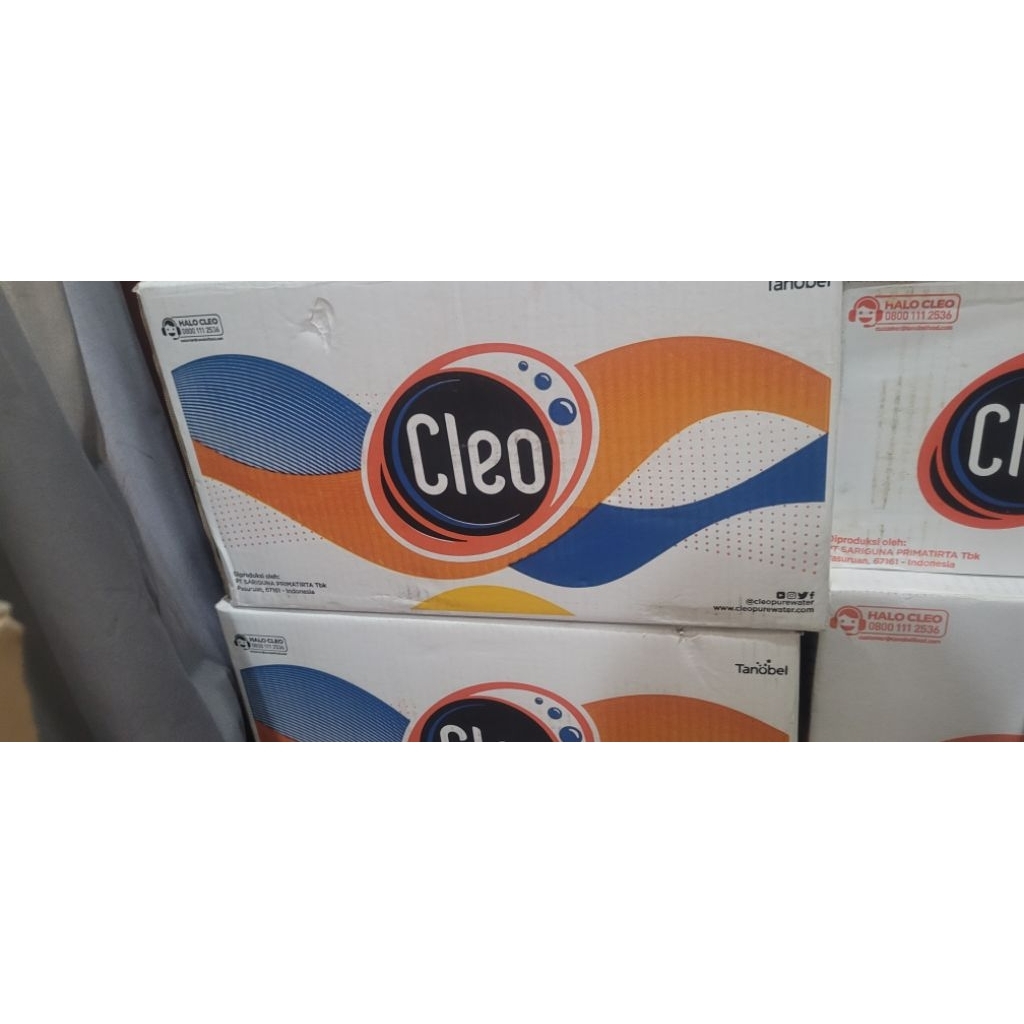 Tanobel
HALO CLEO
0800 111 2536
Cleo
Diproduksi oleh:
PT SARIGUNA PRIMATIRTA Tbk
Pasuruan, 67161 - Indonesia
@cleopurewater
www.cleopurewater.com
HALO CLEO
0800 111 2536
Cl
Diproduksi oleh:
PT SARIGUNA PRIMATIRTA Tbk
Pasuruan, 67161 - Indonesia
HALO CLEO
0800 111 2536
Tanobel
HALO CLEO
0800 111 2536